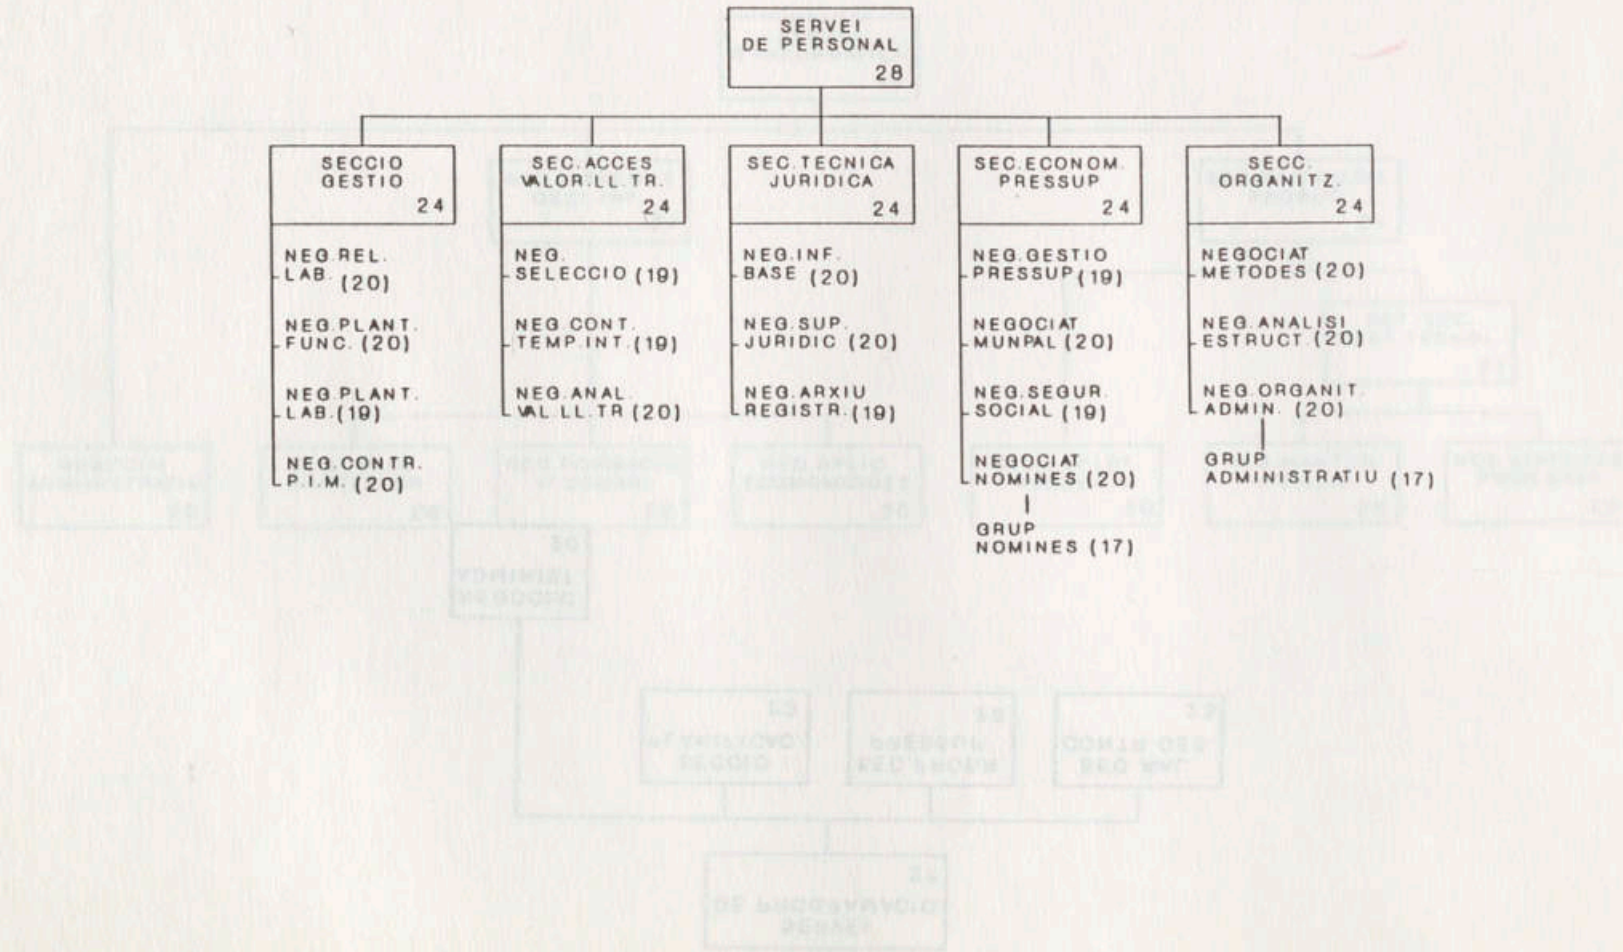 SERVEI
DE PERSONAL
28
SECCIO
GESTIO
24
NEG.REL.
LAB. (20)
NEG.PLANT.
FUNC. (20)
NEG.PLANT.
LAB.(19)
NEG.CONTR.
P.I.M. (20)
SEC.ACCES
VALOR.LL.TR.
24
NEG.
SELECCIO (19)
NEG.CONT.
TEMP.INT.(19)
NEG.ANAL.
VAL.LL.TR (20)
SEC.TECNICA
JURIDICA
24
NEG.INF.
BASE (20)
NEG.SUP.
JURIDIC (20)
NEG.ARXIU
REGISTR.(19)
SEC.ECONOM.
PRESSUP
24
NEG.GESTIO
PRESSUP(19)
NEGOCIAT
MUNPAL (20)
NEG.SEGUR.
SOCIAL (19)
NEGOCIAT
NOMINES (20)
GRUP
NOMINES (17)
SECC.
ORGANITZ.
24
NEGOCIAT
METODES (20)
NEG.ANALISI
ESTRUCT.(20)
NEG.ORGANIT.
ADMIN. (20)
GRUP
ADMINISTRATIU (17)